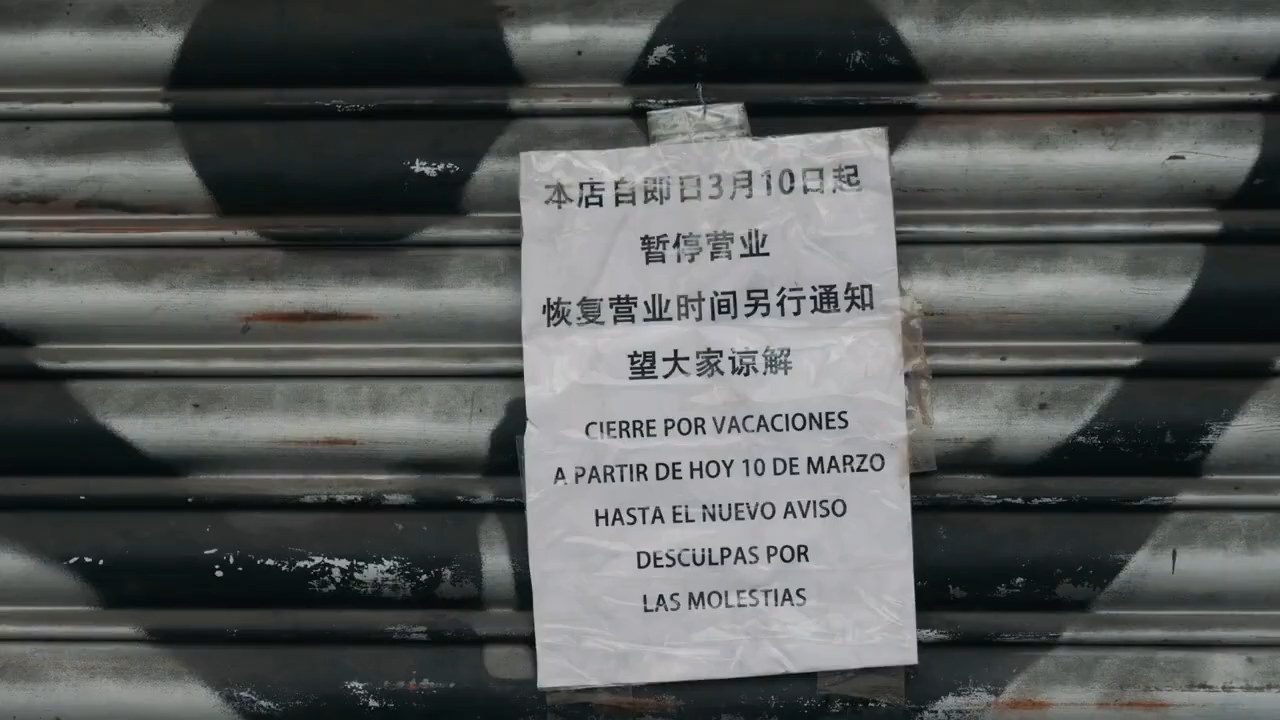 本店自即日3月10日起
暂停营业
恢复营业时间另行通知
望大家谅解
CIERRE POR VACACIONES
A PARTIR DE HOY 10 DE MARZO
HASTA EL NUEVO AVISO
DESCULPAS POR
LAS MOLESTIAS